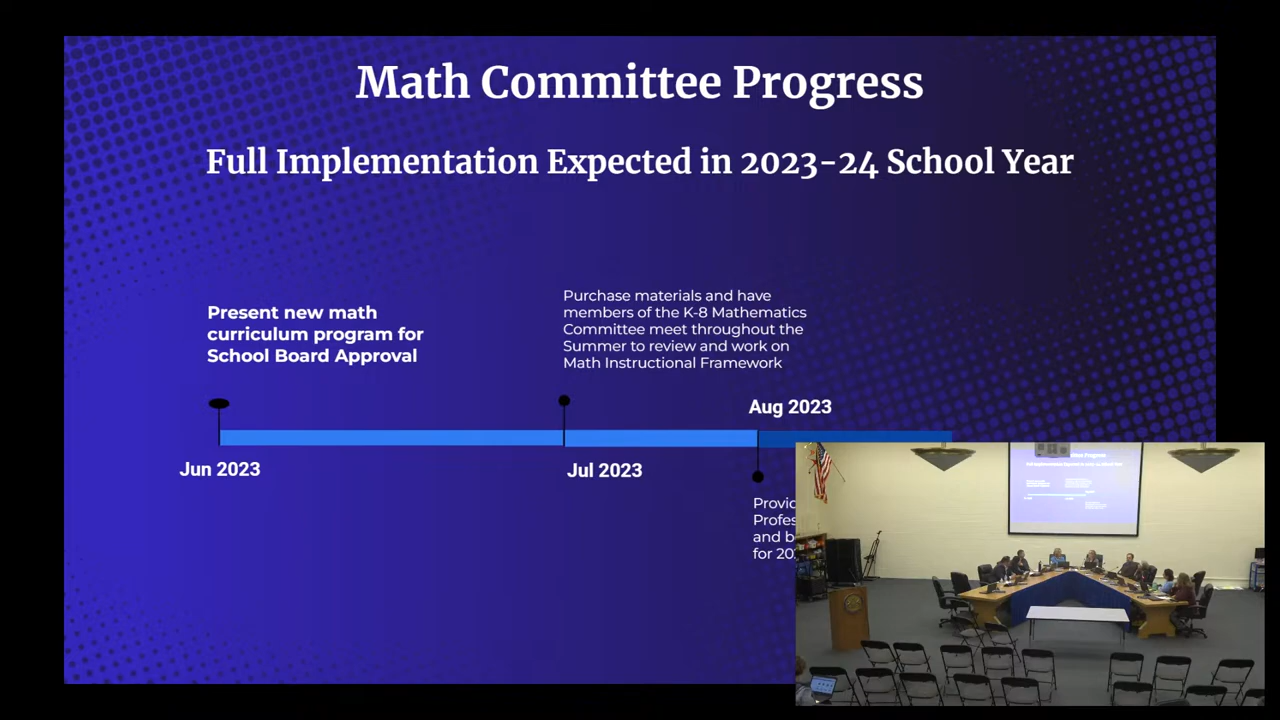 Math Committee Progress
Full Implementation Expected in 2023-24 School Year
Present new math
curriculum program for
School Board Approval
Purchase materials and have
members of the K-8 Mathematics
Committee meet throughout the
Summer to review and work on
Math Instructional Framework
Aug 2023
Jun 2023
Jul 2023
and
for